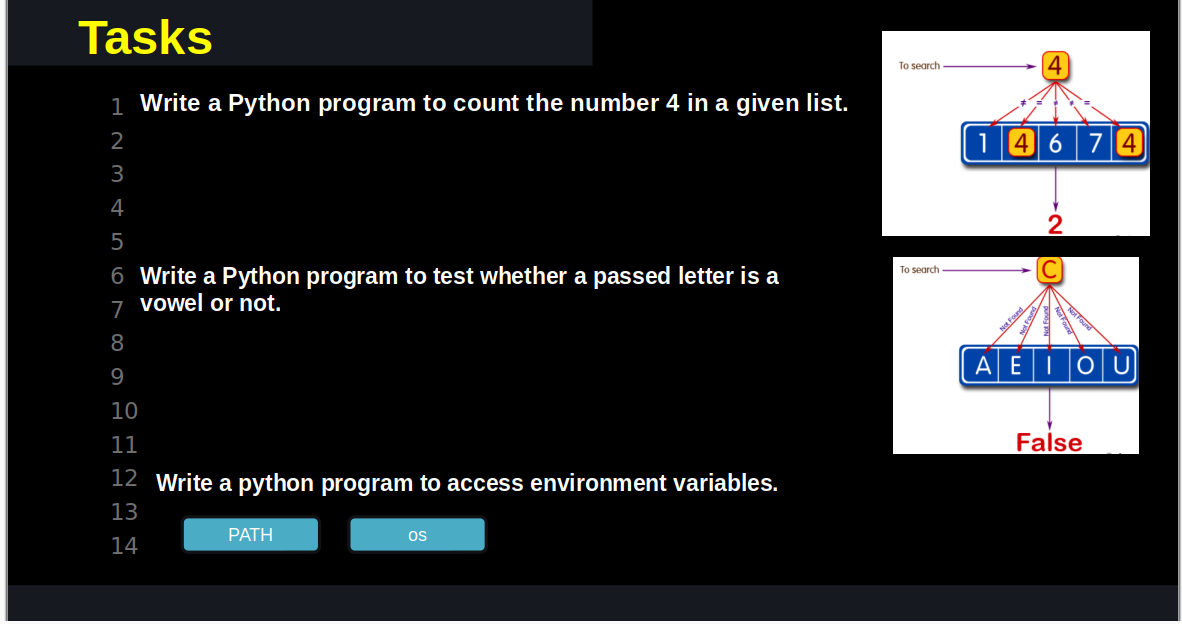 Tasks
1 Write a Python program to count the number 4 in a given list.
2
3
4
5
6 Write a Python program to test whether a passed letter is a
7 vowel or not.
8
9
10
11
12 Write a python program to access environment variables.
13
14
PATH os
To search 4
≠ = ≠ ≠ =
1 4 6 7 4
2
To search C
Not Found Not Found Not Found Not Found Not Found
A E I O U
False